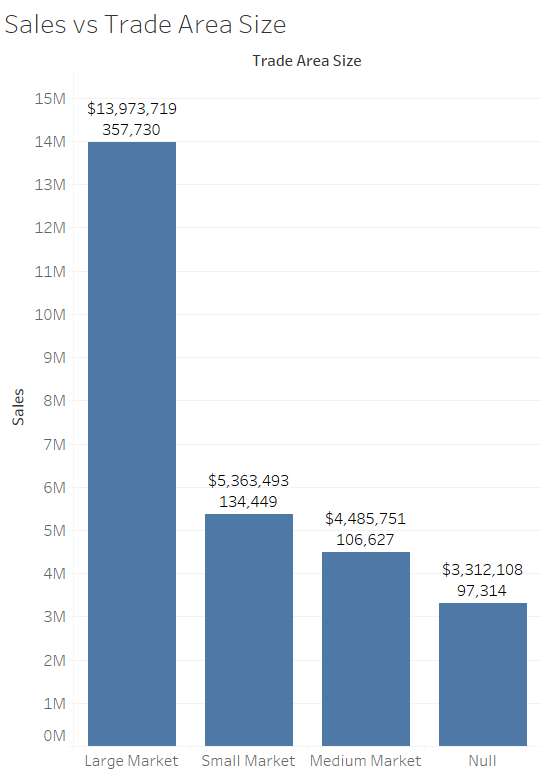 Sales vs Trade Area Size
Trade Area Size
15M
$13,973,719
357,730
14M
13M
12M
11M
10M
9M
8M
Sales
7M
6M
$5,363,493
134,449
5M
$4,485,751
106,627
4M
$3,312,108
97,314
3M
2M
1M
0M
Large Market Small Market Medium Market Null